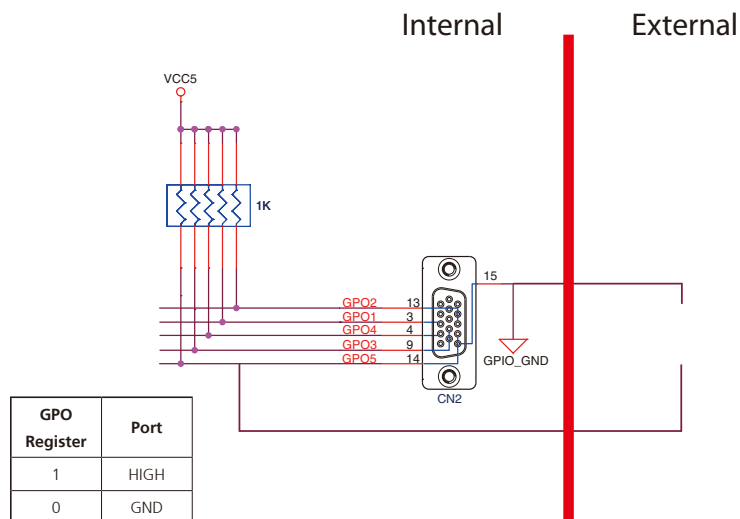 Internal
External
VCC5
1K
15
GPO2 13
GPO1 3
GPO4 4
GPO3 9
GPO5 14
GPIO_GND
CN2
GPO Register Port
1 HIGH
0 GND